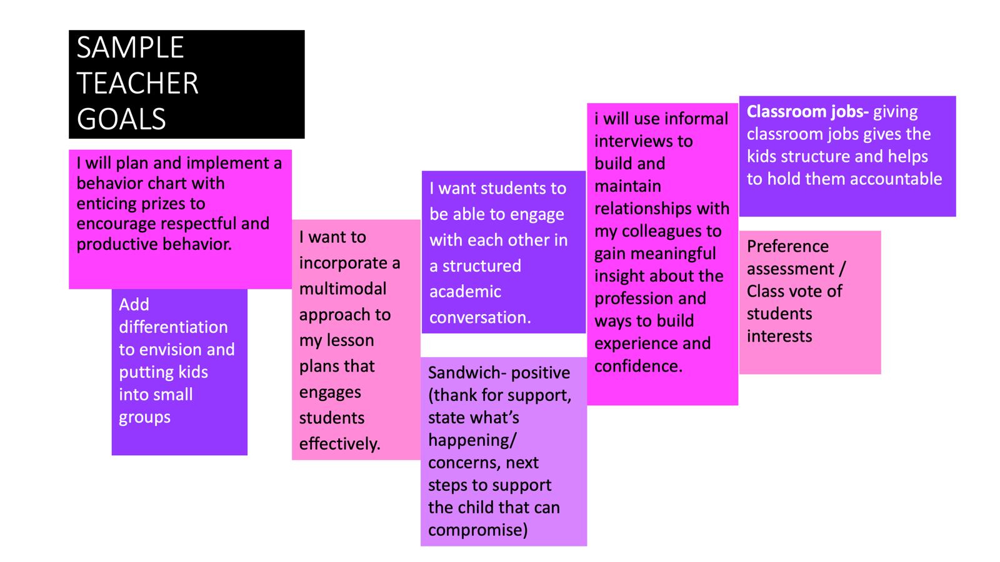 SAMPLE
TEACHER
GOALS
I will plan and implement a
behavior chart with
enticing prizes to
encourage respectful and
productive behavior.
Add
differentiation
to envision and
putting kids
into small
groups
I want to
incorporate a
multimodal
approach to
my lesson
plans that
engages
students
effectively.
I want students to
be able to engage
with each other in
a structured
academic
conversation.
Sandwich- positive
(thank for support,
state what’s
happening/
concerns, next
steps to support
the child that can
compromise)
i will use informal
interviews to
build and
maintain
relationships with
my colleagues to
gain meaningful
insight about the
profession and
ways to build
experience and
confidence.
Classroom jobs- giving
classroom jobs gives the
kids structure and helps
to hold them accountable
Preference
assessment /
Class vote of
students
interests